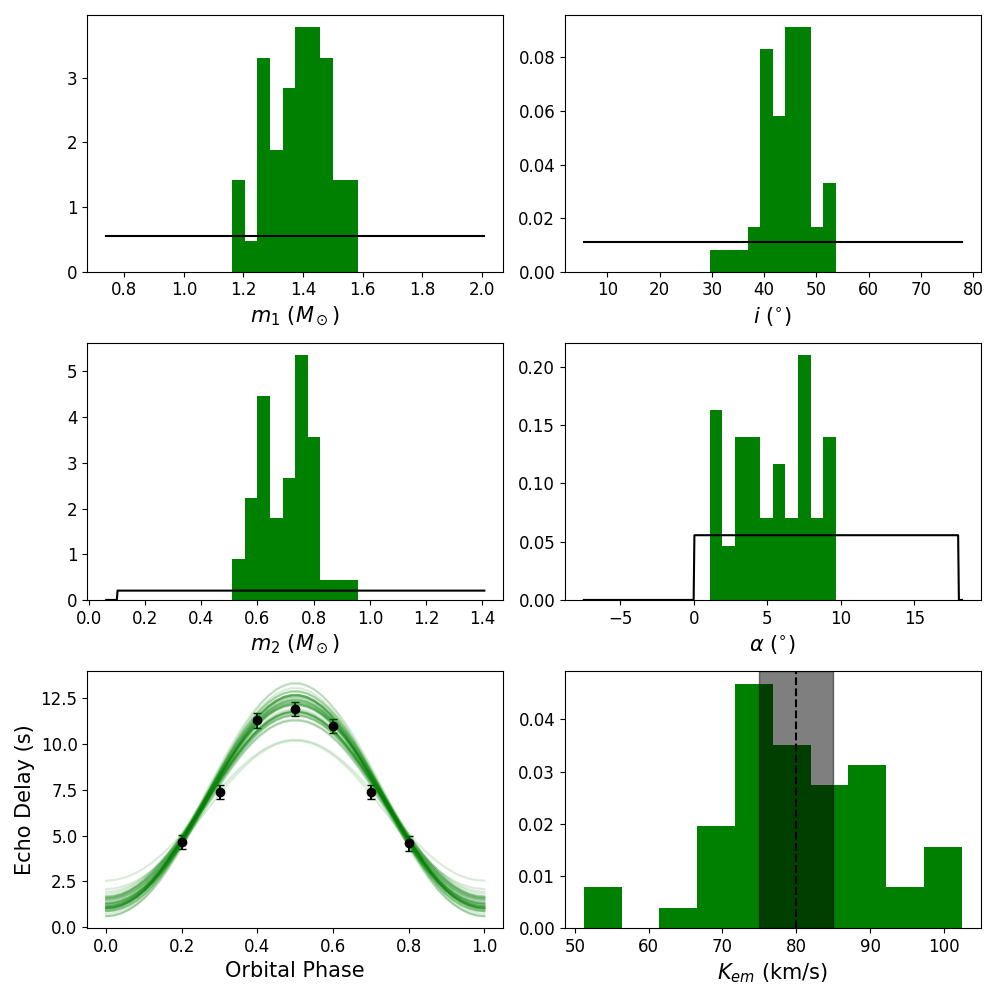 3
2
1
0
0.8 1.0 1.2 1.4 1.6 1.8 2.0
m₁ (M⊙)
0.08
0.06
0.04
0.02
0.00
10 20 30 40 50 60 70 80
i (°)
5
4
3
2
1
0
0.0 0.2 0.4 0.6 0.8 1.0 1.2 1.4
m₂ (M⊙)
0.20
0.15
0.10
0.05
0.00
−5 0 5 10 15
α (°)
Echo Delay (s)
12.5
10.0
7.5
5.0
2.5
0.0
0.0 0.2 0.4 0.6 0.8 1.0
Orbital Phase
0.04
0.03
0.02
0.01
0.00
50 60 70 80 90 100
Kₑₘ (km/s)